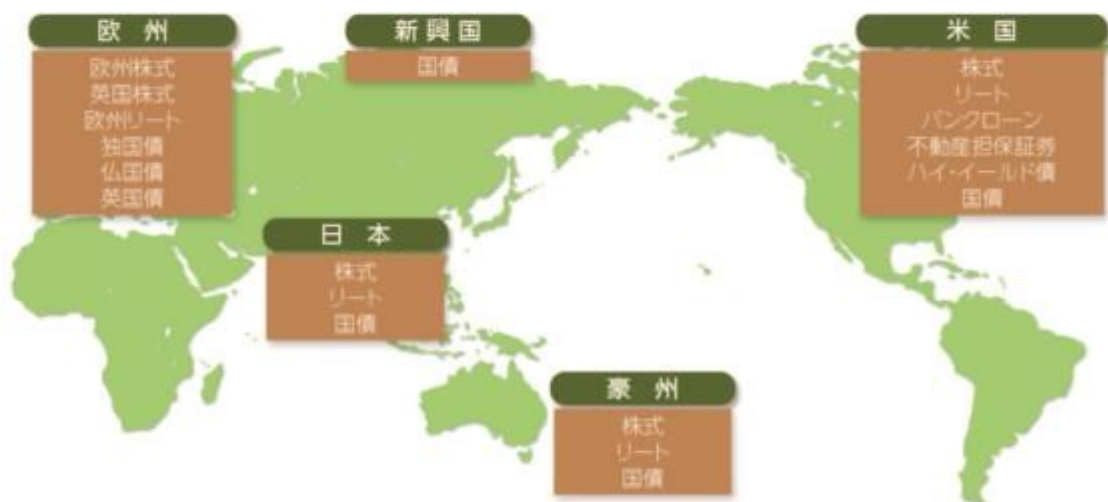 欧 州
欧州株式
英国株式
欧州リート
独国債
仏国債
英国債
新興国
国債
日 本
株式
リート
国債
豪 州
株式
リート
国債
米 国
株式
リート
バンクローン
不動産担保証券
ハイ・イールド債
国債